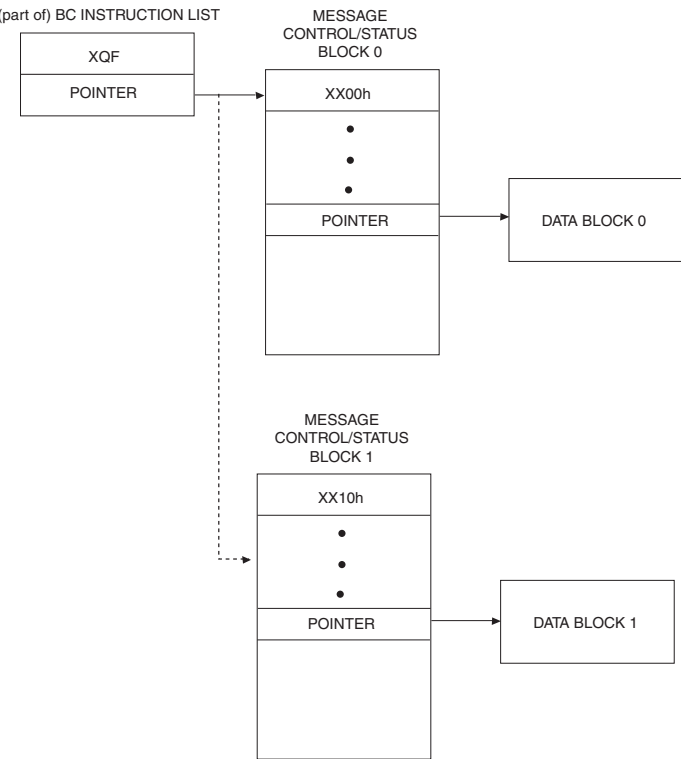 (part of) BC INSTRUCTION LIST
XQF
POINTER
MESSAGE
CONTROL/STATUS
BLOCK 0
XX00h
POINTER
DATA BLOCK 0
MESSAGE
CONTROL/STATUS
BLOCK 1
XX10h
POINTER
DATA BLOCK 1